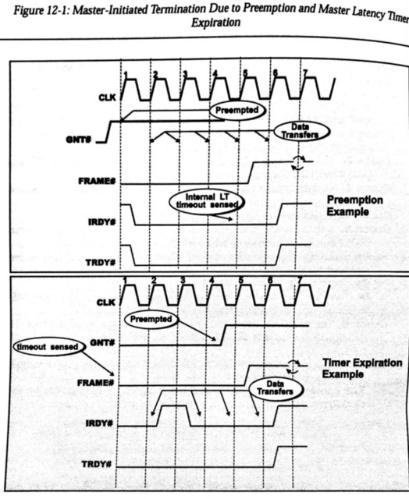 Figure 12-1: Master-Initiated Termination Due to Preemption and Master Latency Timer
Expiration
1 2 3 4 5 6 7
CLK
Preempted
GNT#
Data
Transfers
FRAME#
Internal LT
timeout sensed
Preemption
Example
IRDY#
TRDY#
2 3 4 5 6 7
CLK
Preempted
GNT#
timeout sensed
Timer Expiration
Example
FRAME#
Data
Transfers
IRDY#
TRDY#